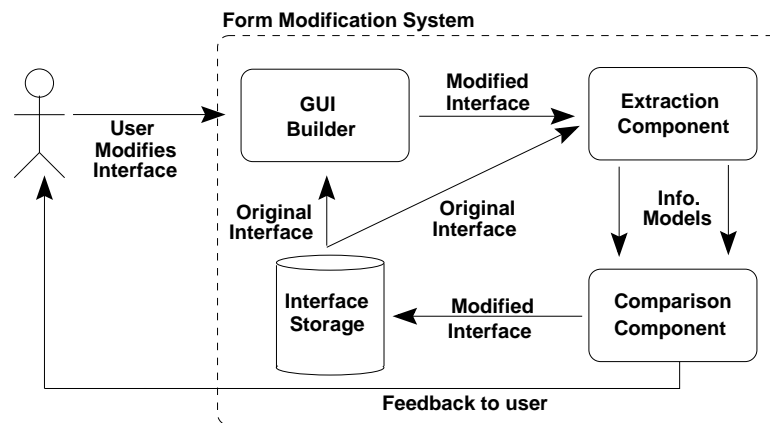 Form Modification System
GUI
Builder
Modified
Interface
Extraction
Component
User
Modifies
Interface
Original
Interface
Original
Interface
Info.
Models
Interface
Storage
Modified
Interface
Comparison
Component
Feedback to user